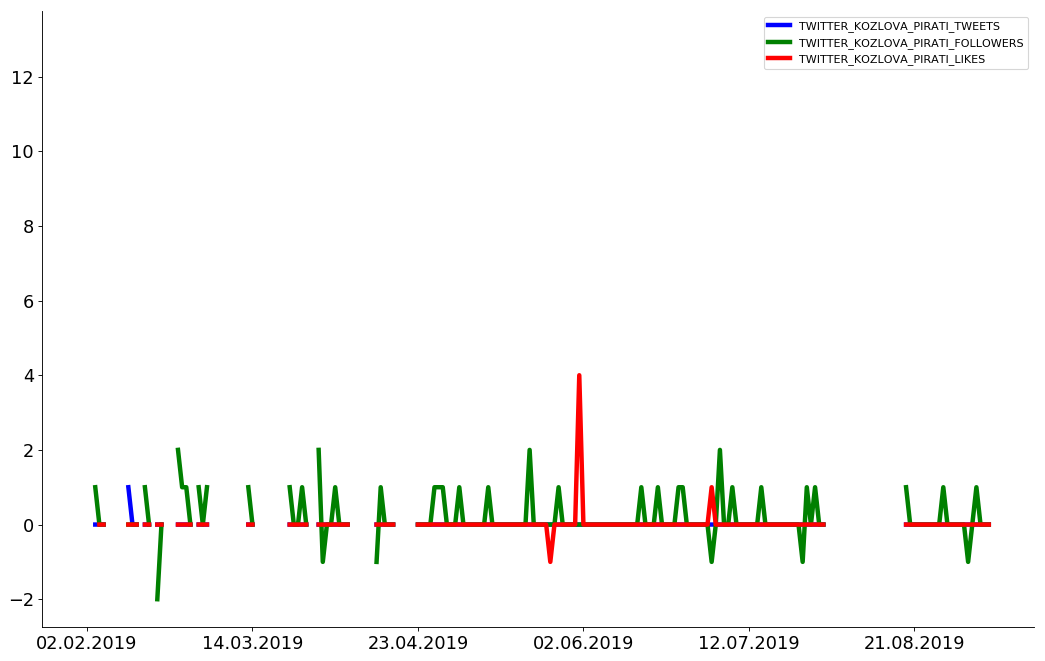 TWITTER_KOZLOVA_PIRATI_TWEETS
TWITTER_KOZLOVA_PIRATI_FOLLOWERS
TWITTER_KOZLOVA_PIRATI_LIKES
12
10
8
6
4
2
0
−2
02.02.2019 14.03.2019 23.04.2019 02.06.2019 12.07.2019 21.08.2019